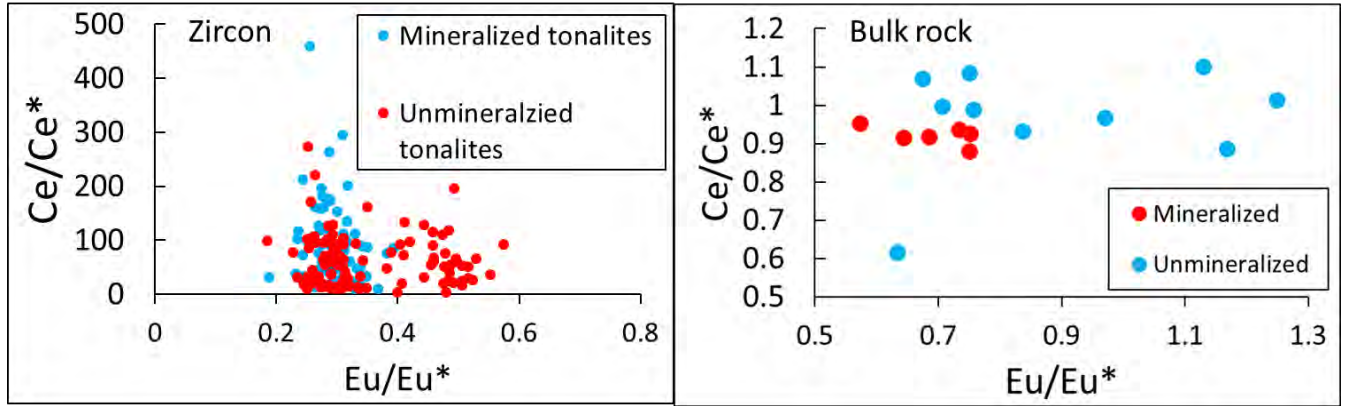 Zircon
Mineralized tonalites
Unmineralzied
tonalites
Ce/Ce*
500
400
300
200
100
0
0
0.2
0.4
0.6
0.8
Eu/Eu*
Bulk rock
Ce/Ce*
1.2
1.1
1
0.9
0.8
0.7
0.6
0.5
Mineralized
Unmineralized
0.5
0.7
0.9
1.1
1.3
Eu/Eu*